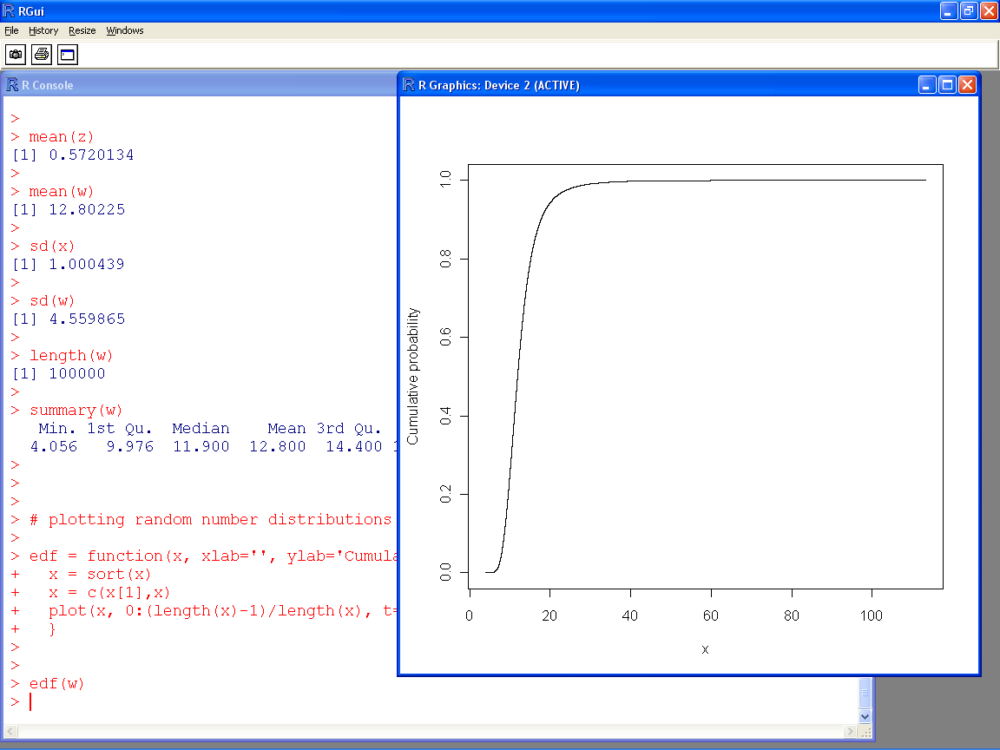 RGui
File History Resize Windows
R Console
>
> mean(z)
[1] 0.5720134
>
> mean(w)
[1] 12.80225
>
> sd(x)
[1] 1.000439
>
> sd(w)
[1] 4.559865
>
> length(w)
[1] 100000
>
> summary(w)
Min. 1st Qu. Median Mean 3rd Qu.
4.056 9.976 11.900 12.800 14.400
>
>
>
> # plotting random number distributions
>
> edf = function(x, xlab='', ylab='Cumula
+ x = sort(x)
+ x = c(x[1],x)
+ plot(x, 0:(length(x)-1)/length(x), t=
+ }
>
>
> edf(w)
>
R Graphics: Device 2 (ACTIVE)
Cumulative probability
1.0
0.8
0.6
0.4
0.2
0.0
0 20 40 60 80 100
x